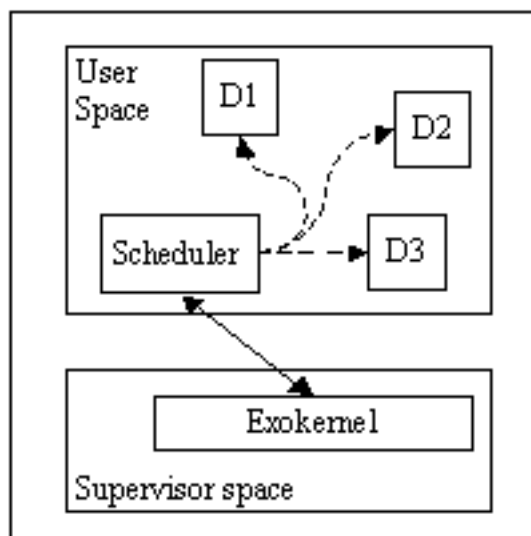 User
Space
D1
D2
Scheduler
D3
Exokernel
Supervisor space